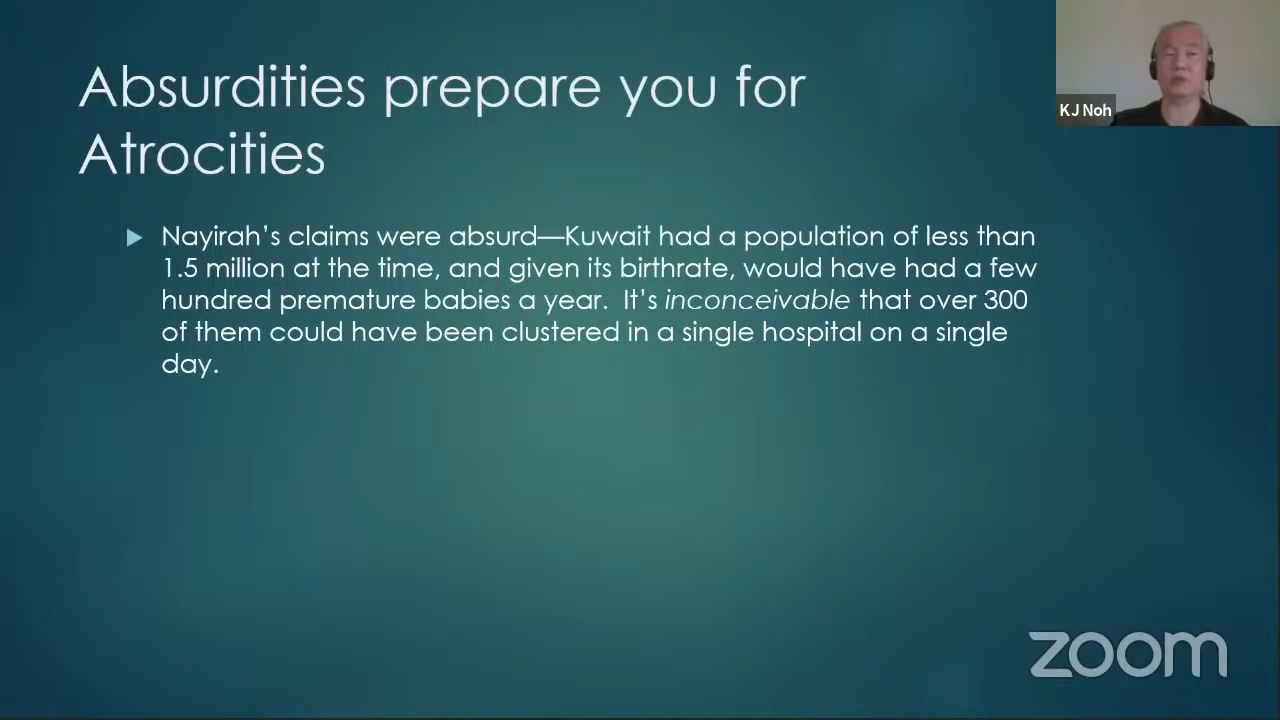 Absurdities prepare you for
Atrocities
KJ Noh
Nayirah’s claims were absurd—Kuwait had a population of less than
1.5 million at the time, and given its birthrate, would have had a few
hundred premature babies a year.  It’s inconceivable that over 300
of them could have been clustered in a single hospital on a single
day.
zoom